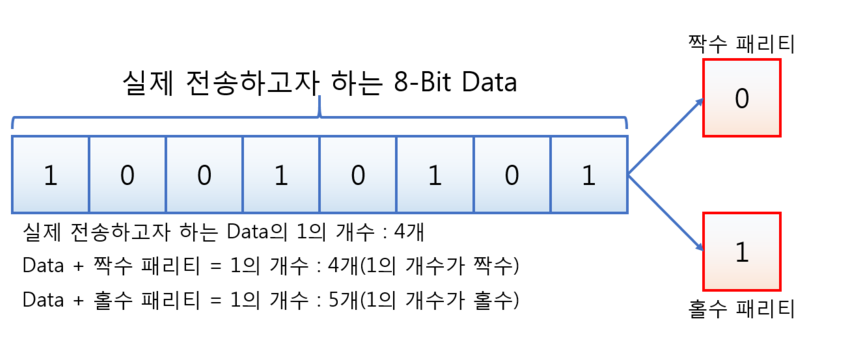 짝수 패리티
0
실제 전송하고자 하는 8-Bit Data
1 0 0 1 0 1 0 1
실제 전송하고자 하는 Data의 1의 개수 : 4개
Data + 짝수 패리티 = 1의 개수 : 4개(1의 개수가 짝수)
Data + 홀수 패리티 = 1의 개수 : 5개(1의 개수가 홀수)
1
홀수 패리티